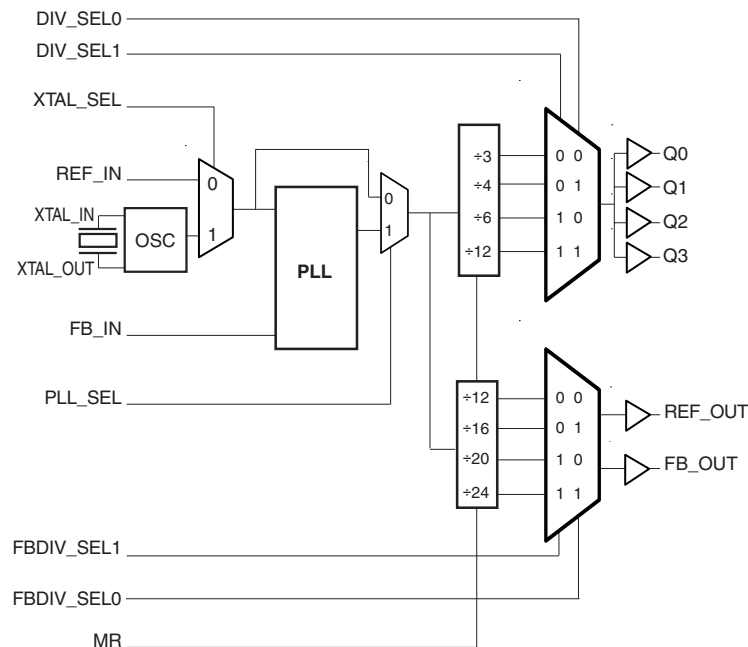 DIV_SEL0
DIV_SEL1
XTAL_SEL
REF_IN
0
XTAL_IN
OSC
1
XTAL_OUT
PLL
0
1
FB_IN
PLL_SEL
÷3
÷4
÷6
÷12
0 0
0 1
1 0
1 1
Q0
Q1
Q2
Q3
÷12
÷16
÷20
÷24
0 0
0 1
1 0
1 1
REF_OUT
FB_OUT
FBDIV_SEL1
FBDIV_SEL0
MR